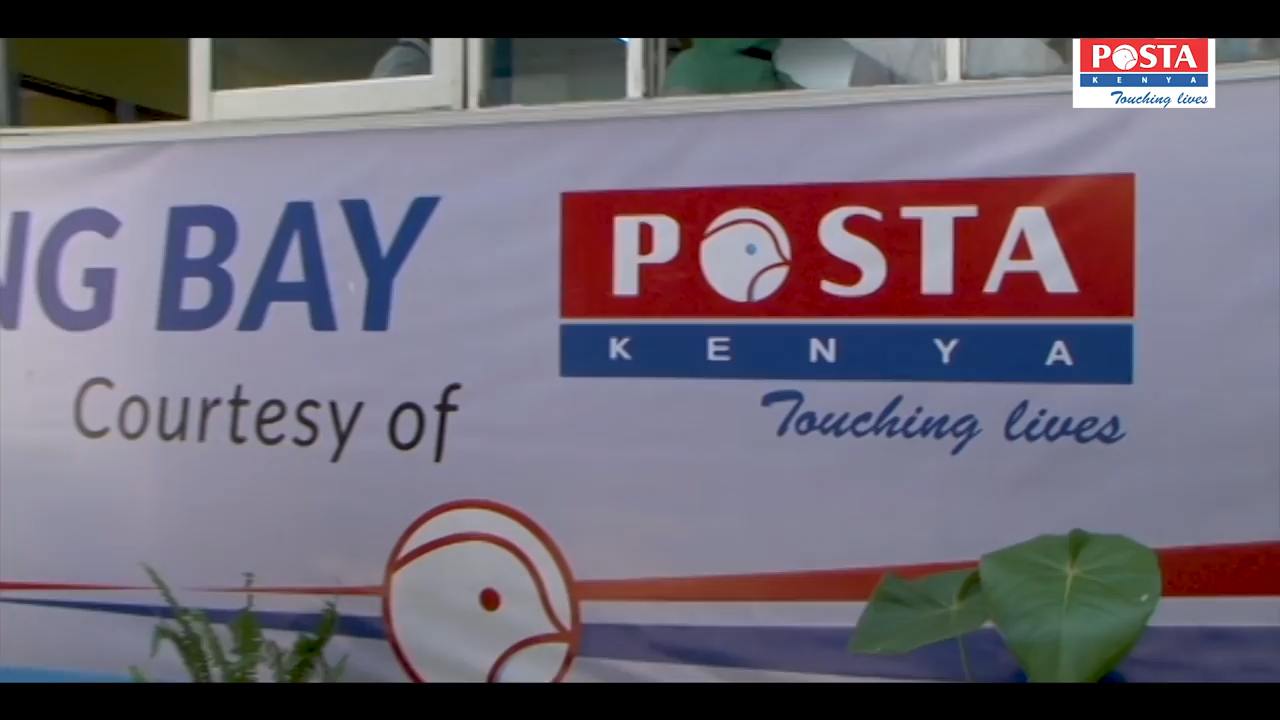 POSTA
KENYA
Touching lives
NG BAY
Courtesy of
POSTA
KENYA
Touching lives